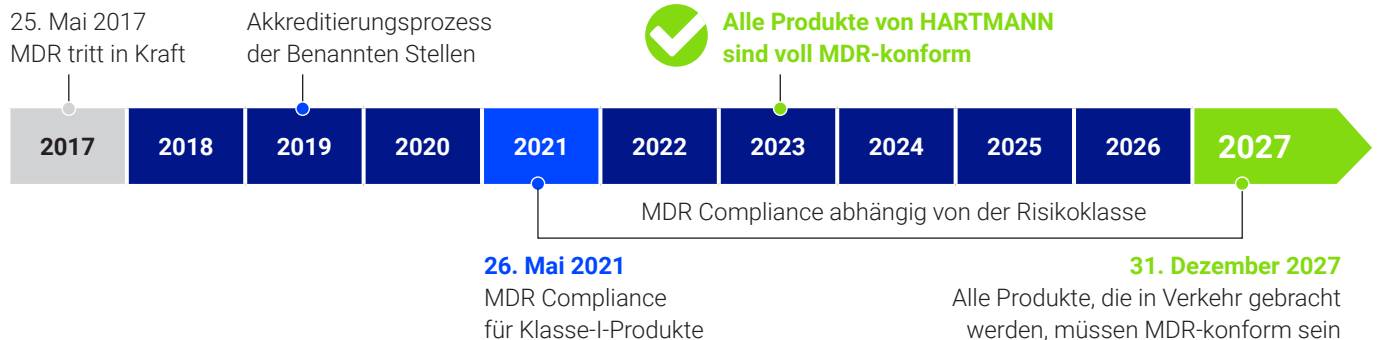 25. Mai 2017
MDR tritt in Kraft
Akkreditierungsprozess
der Benannten Stellen
Alle Produkte von HARTMANN
sind voll MDR-konform
2017 2018 2019 2020 2021 2022 2023 2024 2025 2026 2027
MDR Compliance abhängig von der Risikoklasse
26. Mai 2021
MDR Compliance
für Klasse-I-Produkte
31. Dezember 2027
Alle Produkte, die in Verkehr gebracht
werden, müssen MDR-konform sein